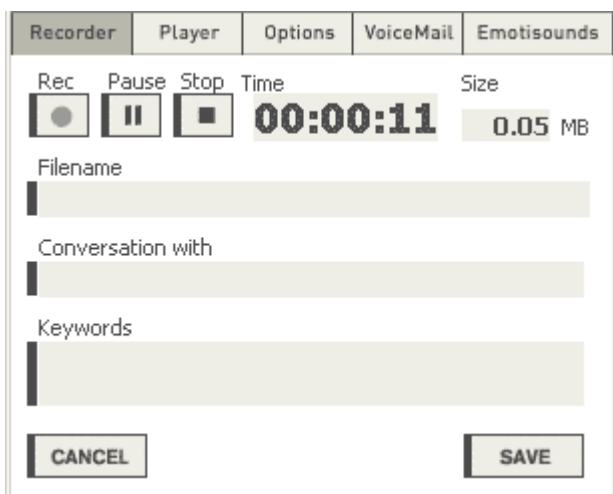 Recorder Player Options VoiceMail Emotisounds
Rec Pause Stop Time Size
00:00:11 0.05 MB
Filename
Conversation with
Keywords
CANCEL SAVE